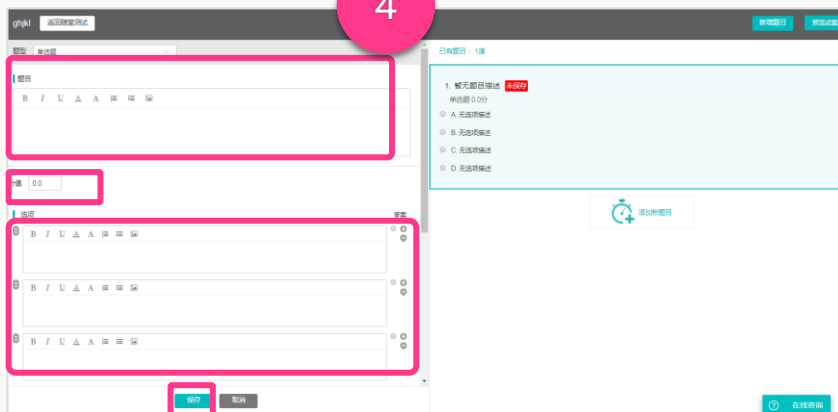 4
ghjkl 返回随堂测试 新增题目 预览试题
题型 单选题
已有题目：1道
题目
B I U A A
1. 暂无题目描述 未保存
单选题 0.0分
A.无选项描述
B.无选项描述
C.无选项描述
D.无选项描述
分值 0.0
添加新题目
选项 答案
B I U A A
B I U A A
B I U A A
保存 取消
在线咨询